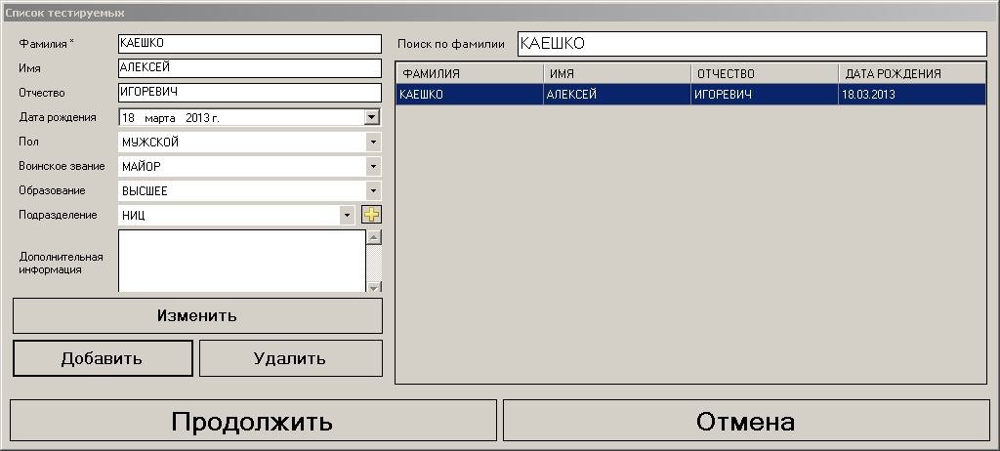 Список тестируемых
Фамилия * КАЕШКО
Имя АЛЕКСЕЙ
Отчество ИГОРЕВИЧ
Дата рождения 18 марта 2013 г.
Пол МУЖСКОЙ
Воинское звание МАЙОР
Образование ВЫСШЕЕ
Подразделение НИЦ
Дополнительная
информация
Изменить
Добавить Удалить
Поиск по фамилии КАЕШКО
ФАМИЛИЯ ИМЯ ОТЧЕСТВО ДАТА РОЖДЕНИЯ
КАЕШКО АЛЕКСЕЙ ИГОРЕВИЧ 18.03.2013
Продолжить Отмена